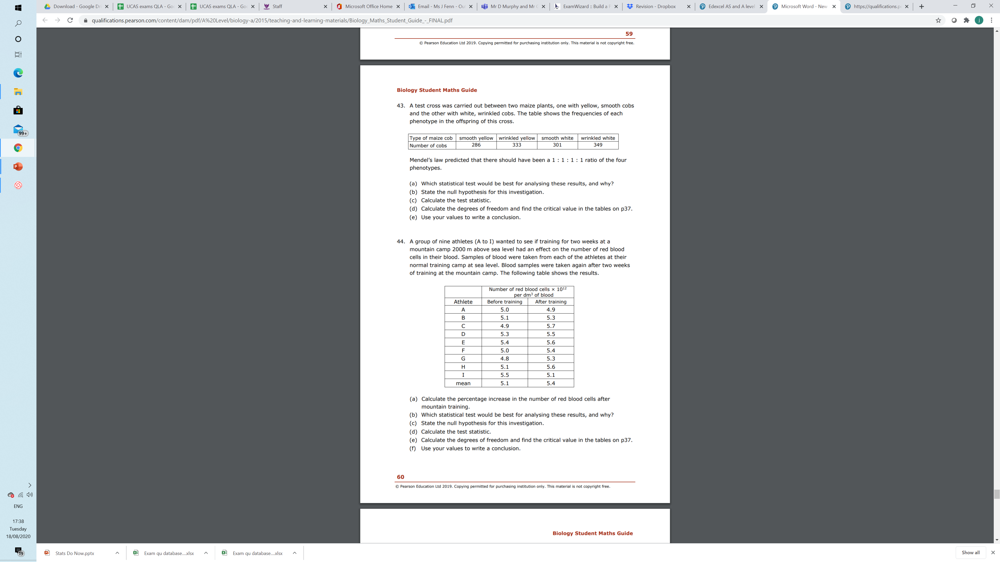 Download - Google Dri
UCAS exams QLA - Goo
UCAS exams QLA - Goo
Staff
Microsoft Office Home
Email - Ms J Fenn - Ou
Mr D Murphy and Mr C
ExamWizard :: Build a P
Revision - Dropbox
Edexcel AS and A level
Microsoft Word - New
https://qualifications.p
qualifications.pearson.com/content/dam/pdf/A%20Level/biology-a/2015/teaching-and-learning-materials/Biology_Maths_Student_Guide_-_FINAL.pdf
j
99+
59
© Pearson Education Ltd 2019. Copying permitted for purchasing institution only. This material is not copyright free.
Biology Student Maths Guide
43. A test cross was carried out between two maize plants, one with yellow, smooth cobs
and the other with white, wrinkled cobs. The table shows the frequencies of each
phenotype in the offspring of this cross.
Type of maize cob smooth yellow wrinkled yellow smooth white wrinkled white
Number of cobs 286 333 301 349
Mendel's law predicted that there should have been a 1 : 1 : 1 : 1 ratio of the four
phenotypes.
(a) Which statistical test would be best for analysing these results, and why?
(b) State the null hypothesis for this investigation.
(c) Calculate the test statistic.
(d) Calculate the degrees of freedom and find the critical value in the tables on p37.
(e) Use your values to write a conclusion.
44. A group of nine athletes (A to I) wanted to see if training for two weeks at a
mountain camp 2000 m above sea level had an effect on the number of red blood
cells in their blood. Samples of blood were taken from each of the athletes at their
normal training camp at sea level. Blood samples were taken again after two weeks
of training at the mountain camp. The following table shows the results.
Number of red blood cells × 10¹²
per dm³ of blood
Athlete Before training After training
A 5.0 4.9
B 5.1 5.3
C 4.9 5.7
D 5.3 5.5
E 5.4 5.6
F 5.0 5.4
G 4.8 5.3
H 5.1 5.6
I 5.5 5.1
mean 5.1 5.4
(a) Calculate the percentage increase in the number of red blood cells after
mountain training.
(b) Which statistical test would be best for analysing these results, and why?
(c) State the null hypothesis for this investigation.
(d) Calculate the test statistic.
(e) Calculate the degrees of freedom and find the critical value in the tables on p37.
(f) Use your values to write a conclusion.
60
© Pearson Education Ltd 2019. Copying permitted for purchasing institution only. This material is not copyright free.
Biology Student Maths Guide
ENG
17:38
Tuesday
18/08/2020
19
Stats Do Now.pptx
Exam qu database....xlsx
Exam qu database....xlsx
Show all